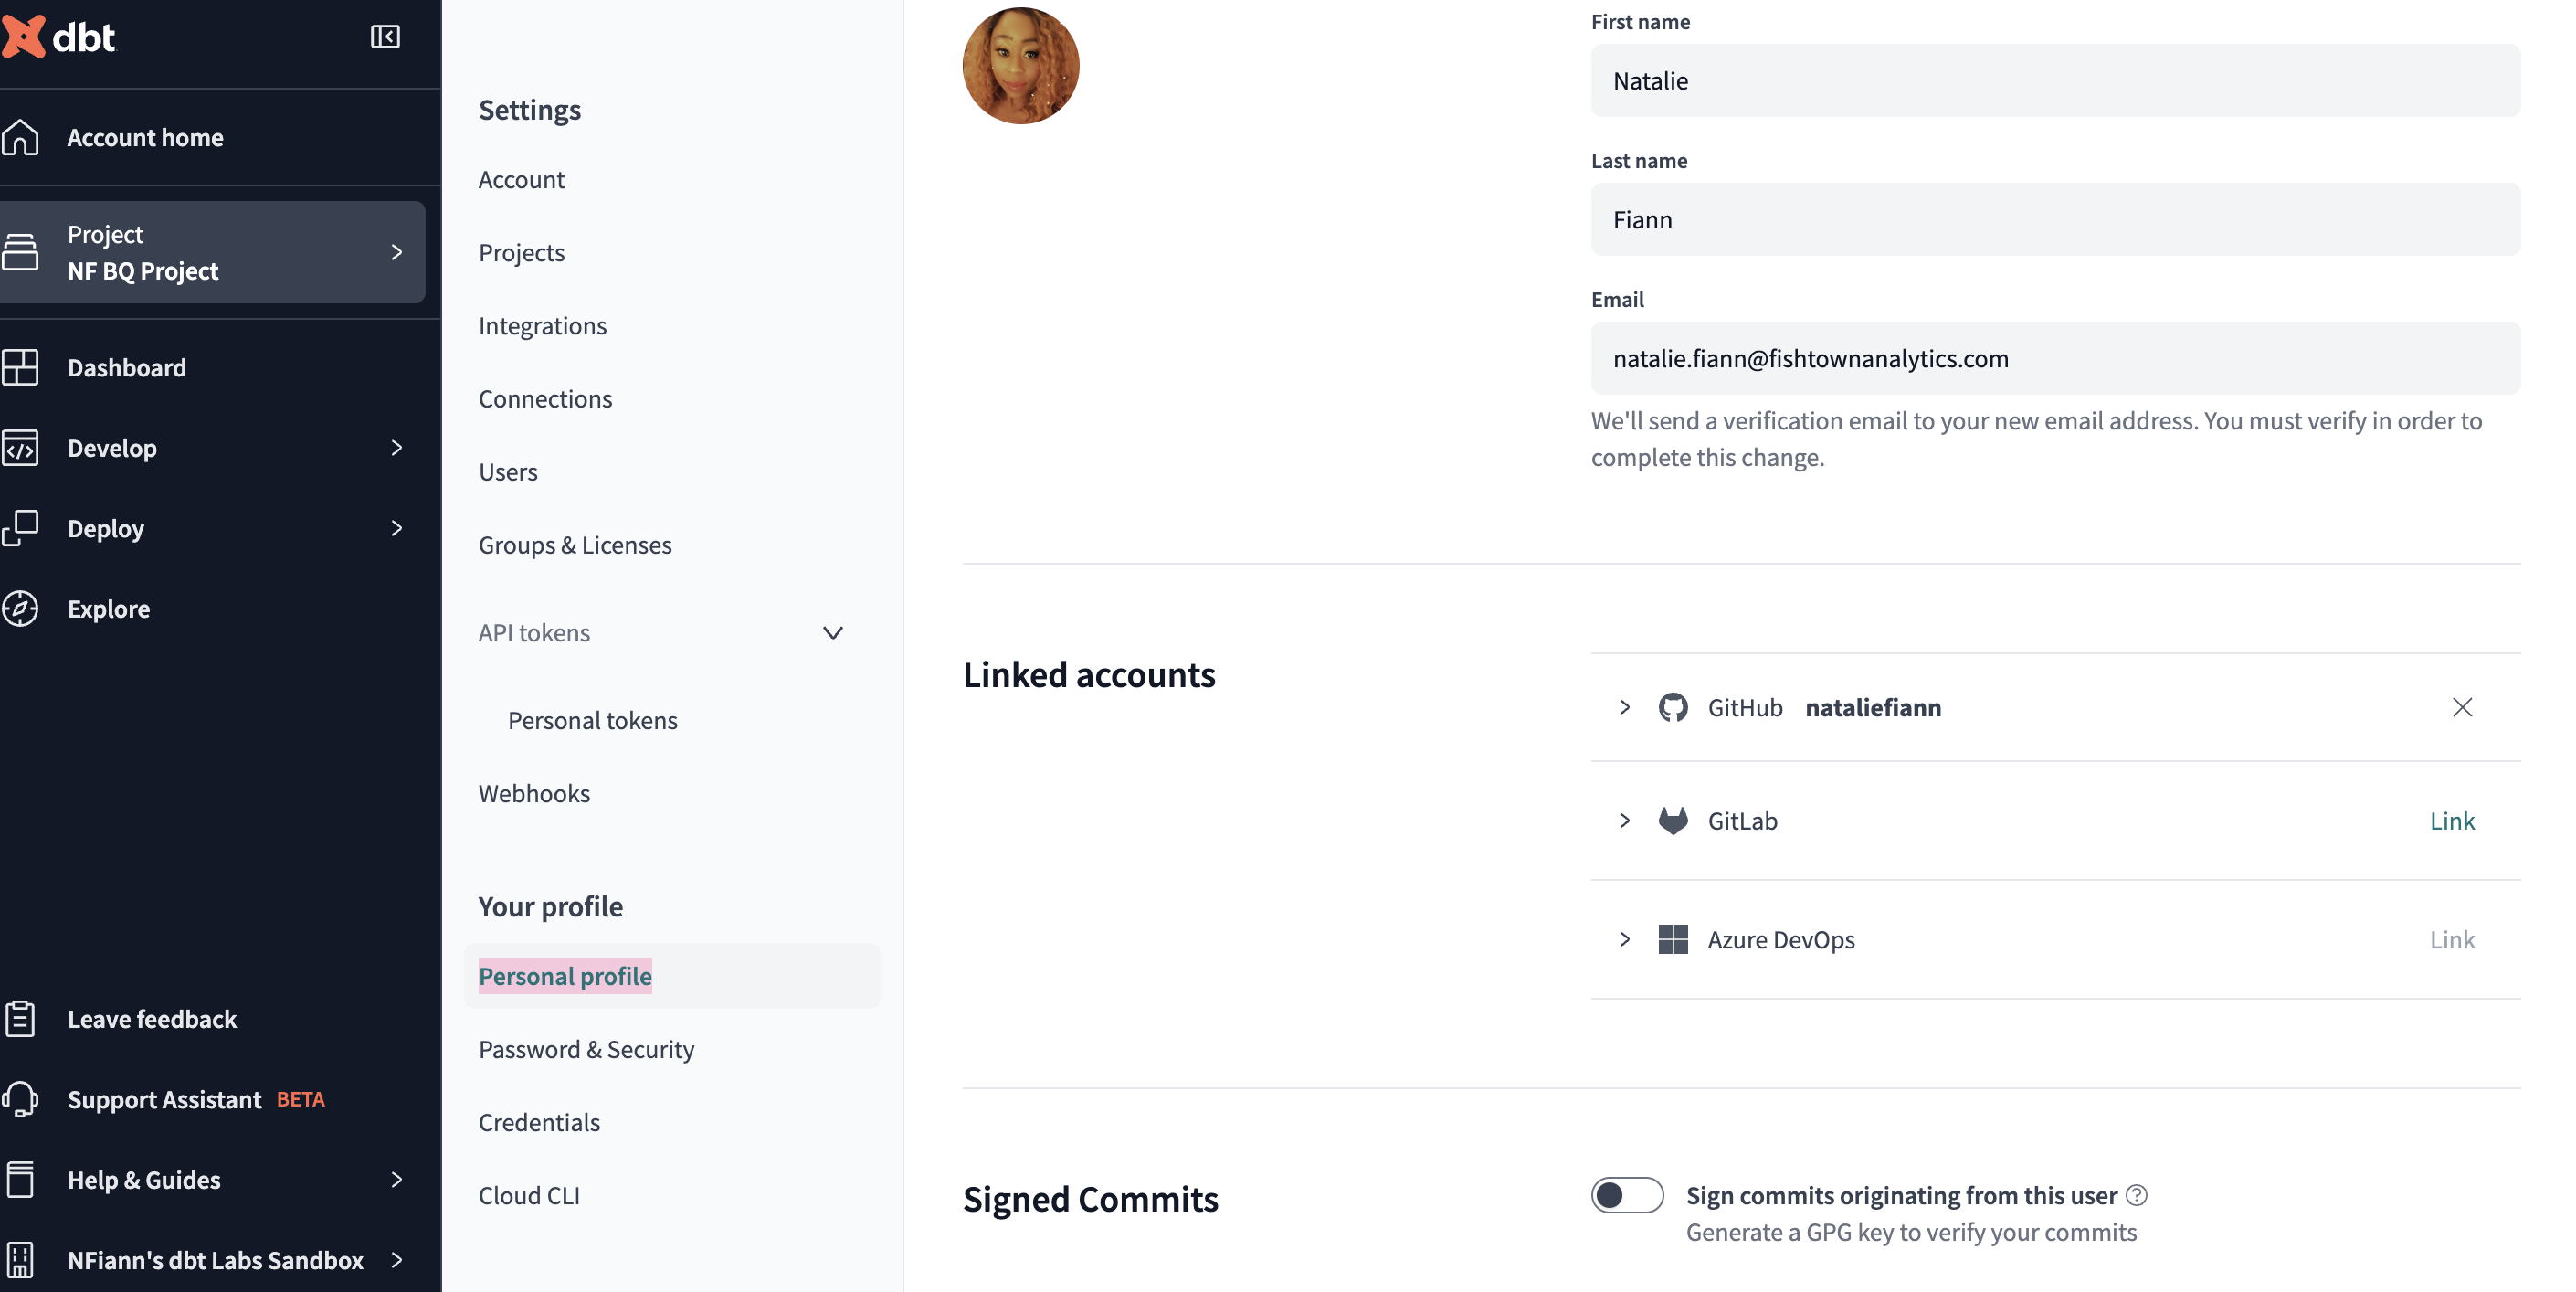 dbt
Account home
Project
NF BQ Project
Dashboard
Develop
Deploy
Explore
Leave feedback
Support Assistant BETA
Help & Guides
NFiann's dbt Labs Sandbox
Settings
Account
Projects
Integrations
Connections
Users
Groups & Licenses
API tokens
Personal tokens
Webhooks
Your profile
Personal profile
Password & Security
Credentials
Cloud CLI
First name
Natalie
Last name
Fiann
Email
natalie.fiann@fishtownanalytics.com
We'll send a verification email to your new email address. You must verify in order to
complete this change.
Linked accounts
GitHub nataliefiann
GitLab Link
Azure DevOps Link
Signed Commits
Sign commits originating from this user
Generate a GPG key to verify your commits